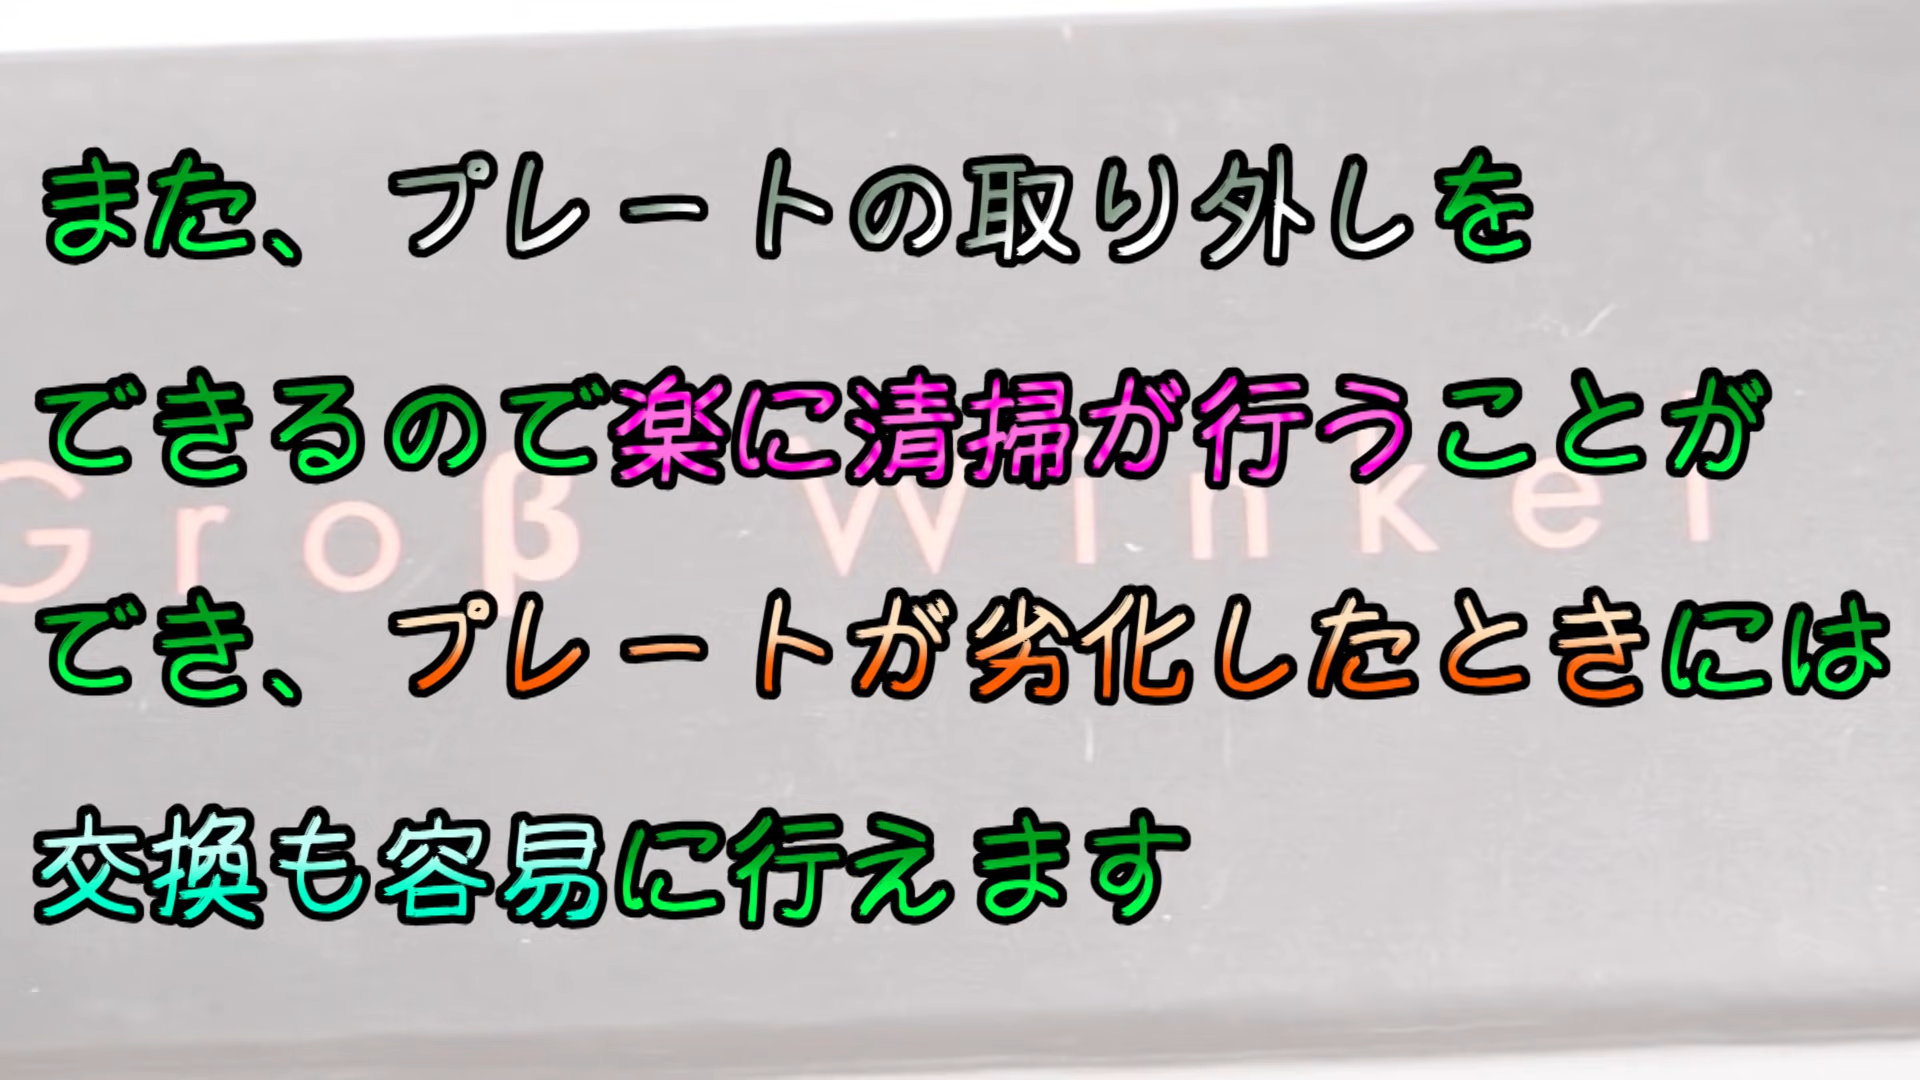 また、プレートの取り外しを
できるので楽に清掃が行うことが
Groβ Winkel
でき、プレートが劣化したときには
交換も容易に行えます